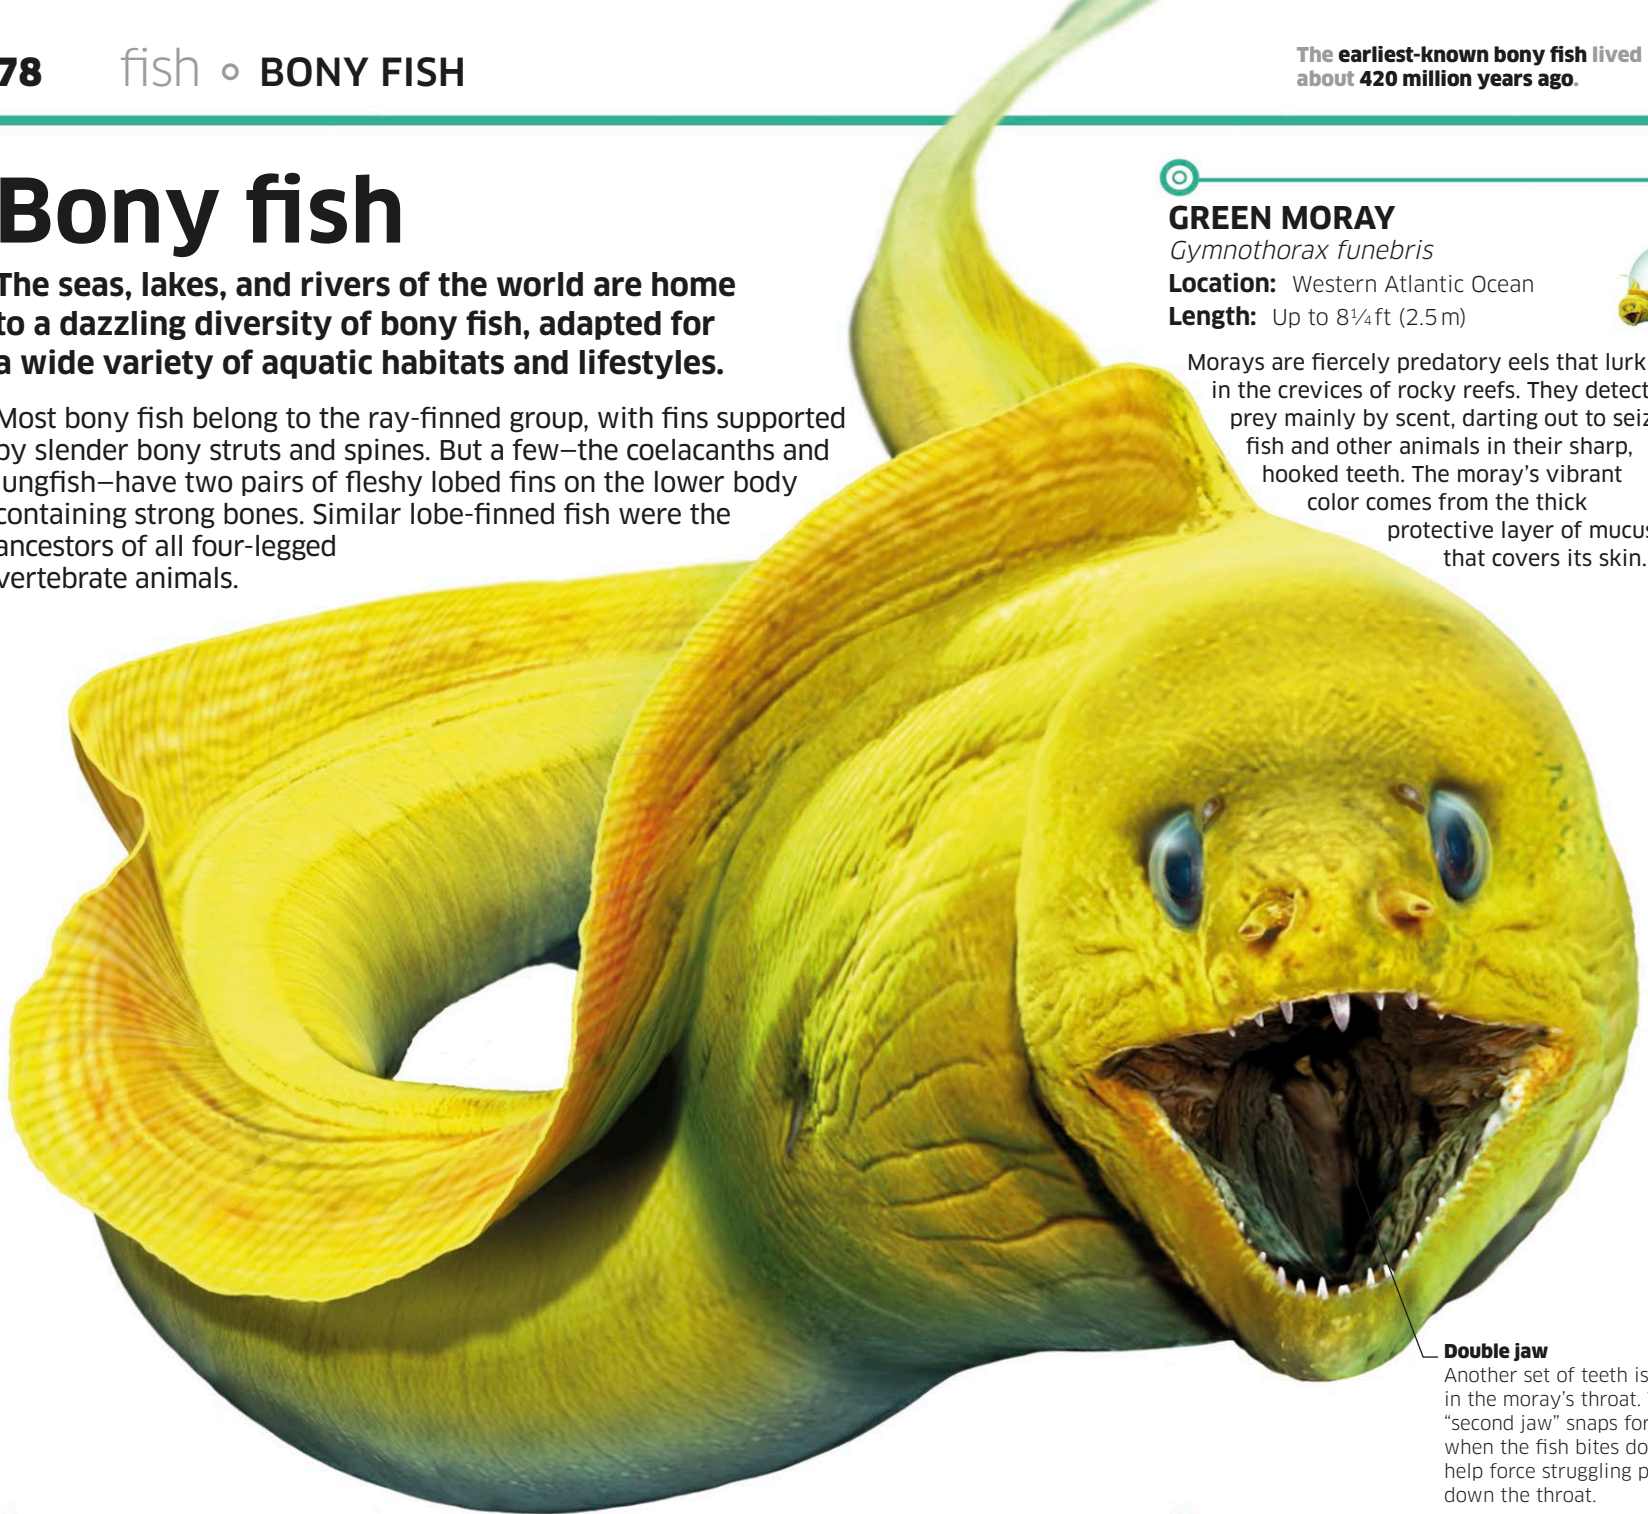 78 fish BONY FISH
The earliest-known bony fish lived
about 420 million years ago.
Bony fish
The seas, lakes, and rivers of the world are home
to a dazzling diversity of bony fish, adapted for
a wide variety of aquatic habitats and lifestyles.
Most bony fish belong to the ray-finned group, with fins supported
by slender bony struts and spines. But a few—the coelacanths and
lungfish—have two pairs of fleshy lobed fins on the lower body
containing strong bones. Similar lobe-finned fish were the
ancestors of all four-legged
vertebrate animals.
GREEN MORAY
Gymnothorax funebris
Location: Western Atlantic Ocean
Length: Up to 8¼ ft (2.5 m)
Morays are fiercely predatory eels that lurk
in the crevices of rocky reefs. They detect
prey mainly by scent, darting out to seiz
fish and other animals in their sharp,
hooked teeth. The moray's vibrant
color comes from the thick
protective layer of mucus
that covers its skin.
Double jaw
Another set of teeth is
in the moray's throat.
"second jaw" snaps for
when the fish bites do
help force struggling p
down the throat.